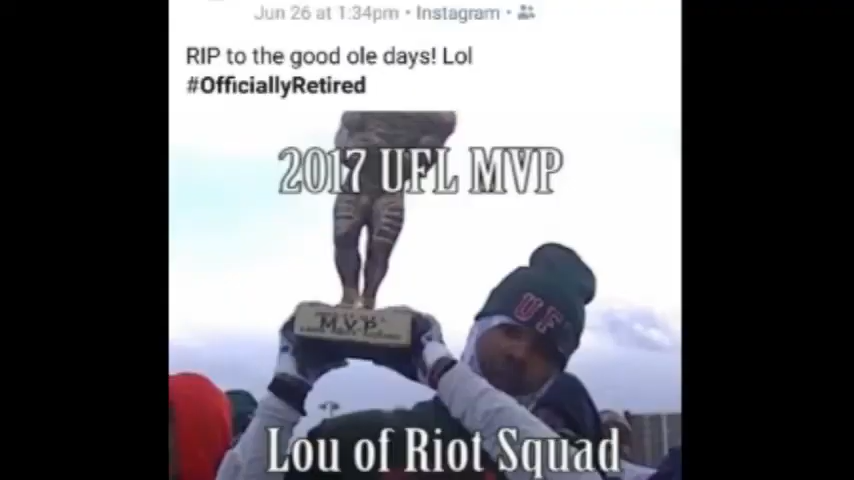 Jun 26 at 1:34pm · Instagram ·
RIP to the good ole days! Lol
#OfficiallyRetired
2017 UFL MVP
UF
M.V.P
Lou of Riot Squad